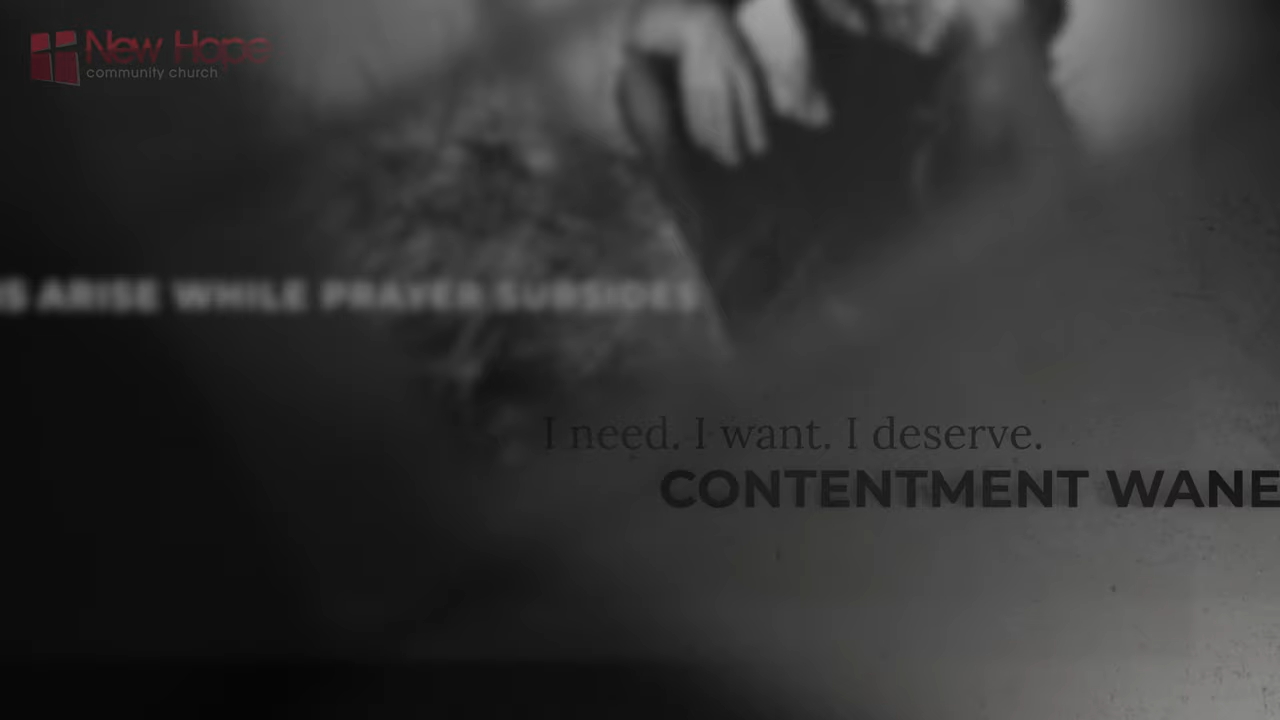 New Hope
community church
ARISE WHILE PRAYER SUBSIDES
I need. I want. I deserve.
CONTENTMENT WANE